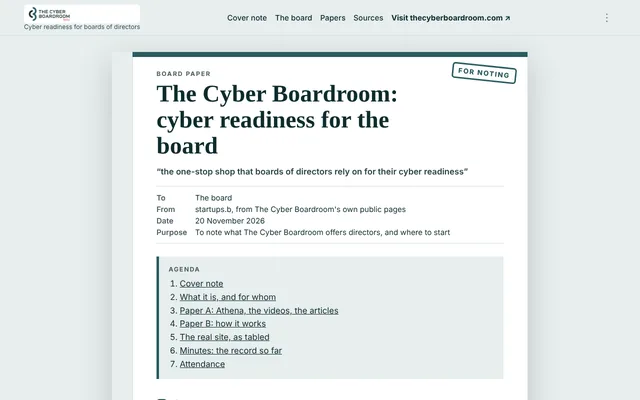 THE CYBER
BOARDROOM
Cyber readiness for boards of directors
Cover note
The board
Papers
Sources
Visit thecyberboardroom.com ↗
FOR NOTING
BOARD PAPER
The Cyber Boardroom:
cyber readiness for the
board
“the one-stop shop that boards of directors rely on for their cyber readiness”
To The board
From startups.b, from The Cyber Boardroom's own public pages
Date 20 November 2026
Purpose To note what The Cyber Boardroom offers directors, and where to start
AGENDA
1. Cover note
2. What it is, and for whom
3. Paper A: Athena, the videos, the articles
4. Paper B: how it works
5. The real site, as tabled
6. Minutes: the record so far
7. Attendance